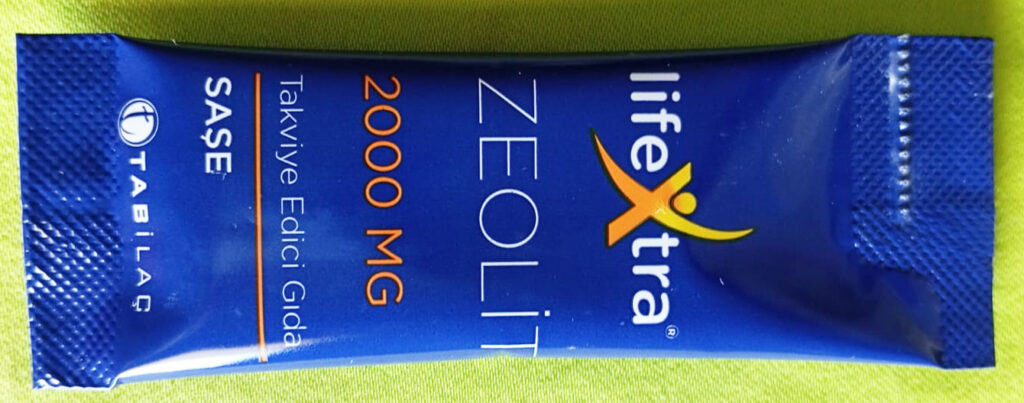 lifeXtra®
ZEOLİT
2000 MG
Takviye Edici Gıda
SAŞE
t TABİLAÇ